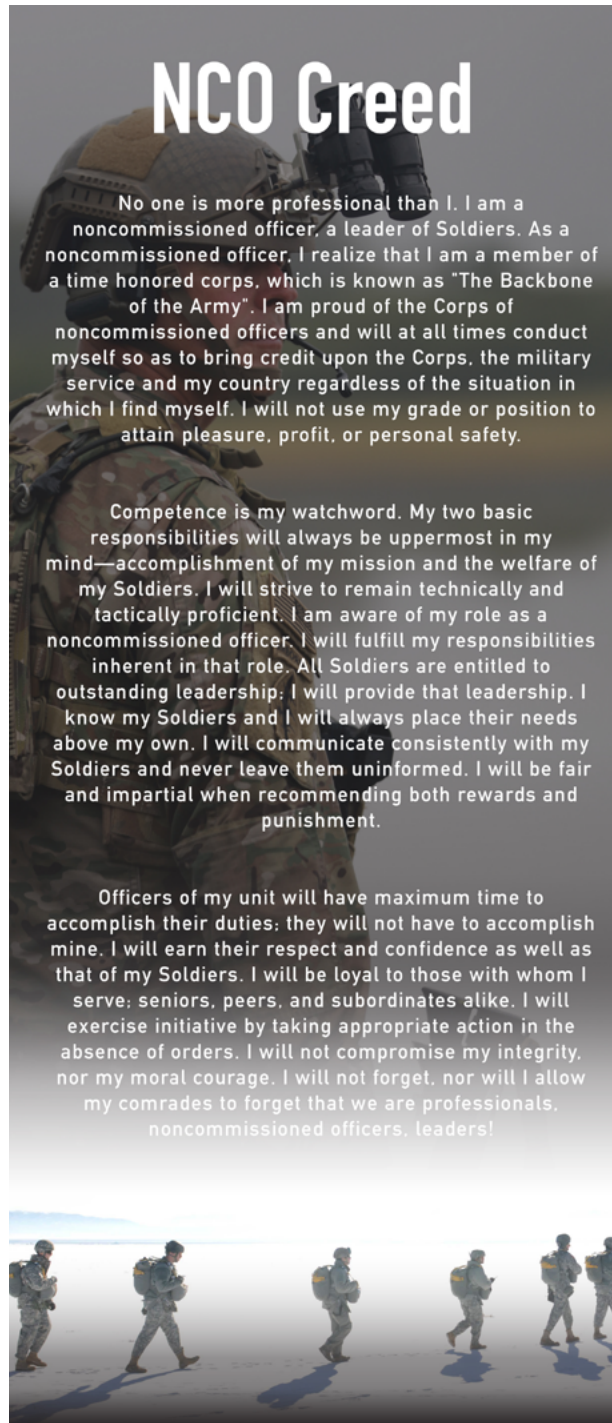 NCO Creed
No one is more professional than I. I am a
noncommissioned officer, a leader of Soldiers. As a
noncommissioned officer, I realize that I am a member of
a time honored corps, which is known as "The Backbone
of the Army". I am proud of the Corps of
noncommissioned officers and will at all times conduct
myself so as to bring credit upon the Corps, the military
service and my country regardless of the situation in
which I find myself. I will not use my grade or position to
attain pleasure, profit, or personal safety.
Competence is my watchword. My two basic
responsibilities will always be uppermost in my
mind—accomplishment of my mission and the welfare of
my Soldiers. I will strive to remain technically and
tactically proficient. I am aware of my role as a
noncommissioned officer. I will fulfill my responsibilities
inherent in that role. All Soldiers are entitled to
outstanding leadership; I will provide that leadership. I
know my Soldiers and I will always place their needs
above my own. I will communicate consistently with my
Soldiers and never leave them uninformed. I will be fair
and impartial when recommending both rewards and
punishment.
Officers of my unit will have maximum time to
accomplish their duties; they will not have to accomplish
mine. I will earn their respect and confidence as well as
that of my Soldiers. I will be loyal to those with whom I
serve; seniors, peers, and subordinates alike. I will
exercise initiative by taking appropriate action in the
absence of orders. I will not compromise my integrity,
nor my moral courage. I will not forget, nor will I allow
my comrades to forget that we are professionals,
noncommissioned officers, leaders!